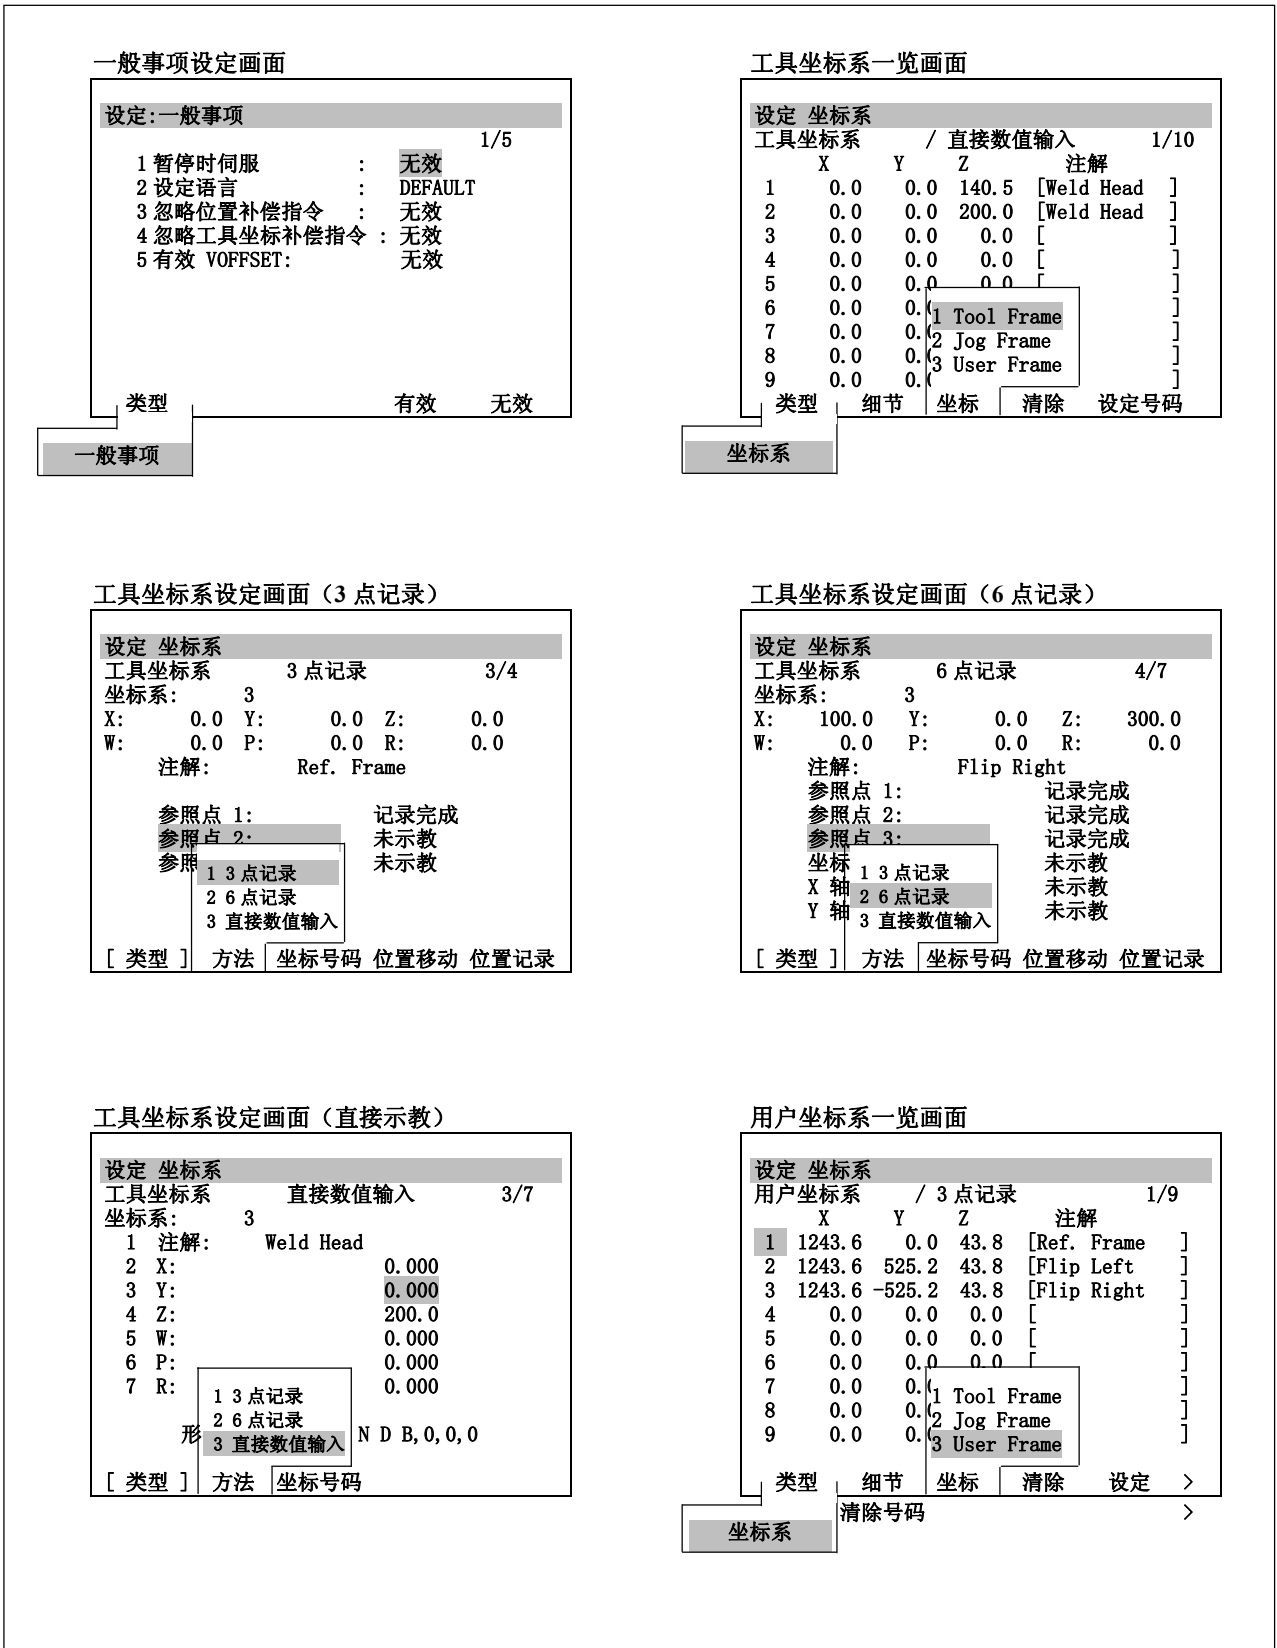 一般事项设定画面
设定:一般事项
1/5
1 暂停时伺服 : 无效
2 设定语言 : DEFAULT
3 忽略位置补偿指令 : 无效
4 忽略工具坐标补偿指令 : 无效
5 有效 VOFFSET: 无效
类型 有效 无效
一般事项
工具坐标系一览画面
设定 坐标系
工具坐标系 / 直接数值输入 1/10
X Y Z 注解
1 0.0 0.0 140.5 [Weld Head ]
2 0.0 0.0 200.0 [Weld Head ]
3 0.0 0.0 0.0 [ ]
4 0.0 0.0 0.0 [ ]
5 0.0 0.0 0.0 [ ]
6 0.0 0. ]
7 0.0 0. ]
8 0.0 0. ]
9 0.0 0. ]
1 Tool Frame
2 Jog Frame
3 User Frame
类型 细节 坐标 清除 设定号码
坐标系
工具坐标系设定画面（3 点记录）
设定 坐标系
工具坐标系 3 点记录 3/4
坐标系: 3
X: 0.0 Y: 0.0 Z: 0.0
W: 0.0 P: 0.0 R: 0.0
注解: Ref. Frame
参照点 1: 记录完成
参照点 2: 未示教
参照 未示教
1 3 点记录
2 6 点记录
3 直接数值输入
[ 类型 ] 方法 坐标号码 位置移动 位置记录
工具坐标系设定画面（6 点记录）
设定 坐标系
工具坐标系 6 点记录 4/7
坐标系: 3
X: 100.0 Y: 0.0 Z: 300.0
W: 0.0 P: 0.0 R: 0.0
注解: Flip Right
参照点 1: 记录完成
参照点 2: 记录完成
参照点 3: 记录完成
坐标 未示教
X 轴 未示教
Y 轴 未示教
1 3 点记录
2 6 点记录
3 直接数值输入
[ 类型 ] 方法 坐标号码 位置移动 位置记录
工具坐标系设定画面（直接示教）
设定 坐标系
工具坐标系 直接数值输入 3/7
坐标系: 3
1 注解: Weld Head
2 X: 0.000
3 Y: 0.000
4 Z: 200.0
5 W: 0.000
6 P: 0.000
7 R: 0.000
形 N D B,0,0,0
1 3 点记录
2 6 点记录
3 直接数值输入
[ 类型 ] 方法 坐标号码
用户坐标系一览画面
设定 坐标系
用户坐标系 / 3 点记录 1/9
X Y Z 注解
1 1243.6 0.0 43.8 [Ref. Frame ]
2 1243.6 525.2 43.8 [Flip Left ]
3 1243.6 -525.2 43.8 [Flip Right ]
4 0.0 0.0 0.0 [ ]
5 0.0 0.0 0.0 [ ]
6 0.0 0.0 0.0 [ ]
7 0.0 0. ]
8 0.0 0. ]
9 0.0 0. ]
1 Tool Frame
2 Jog Frame
3 User Frame
类型 细节 坐标 清除 设定 >
清除号码 >
坐标系